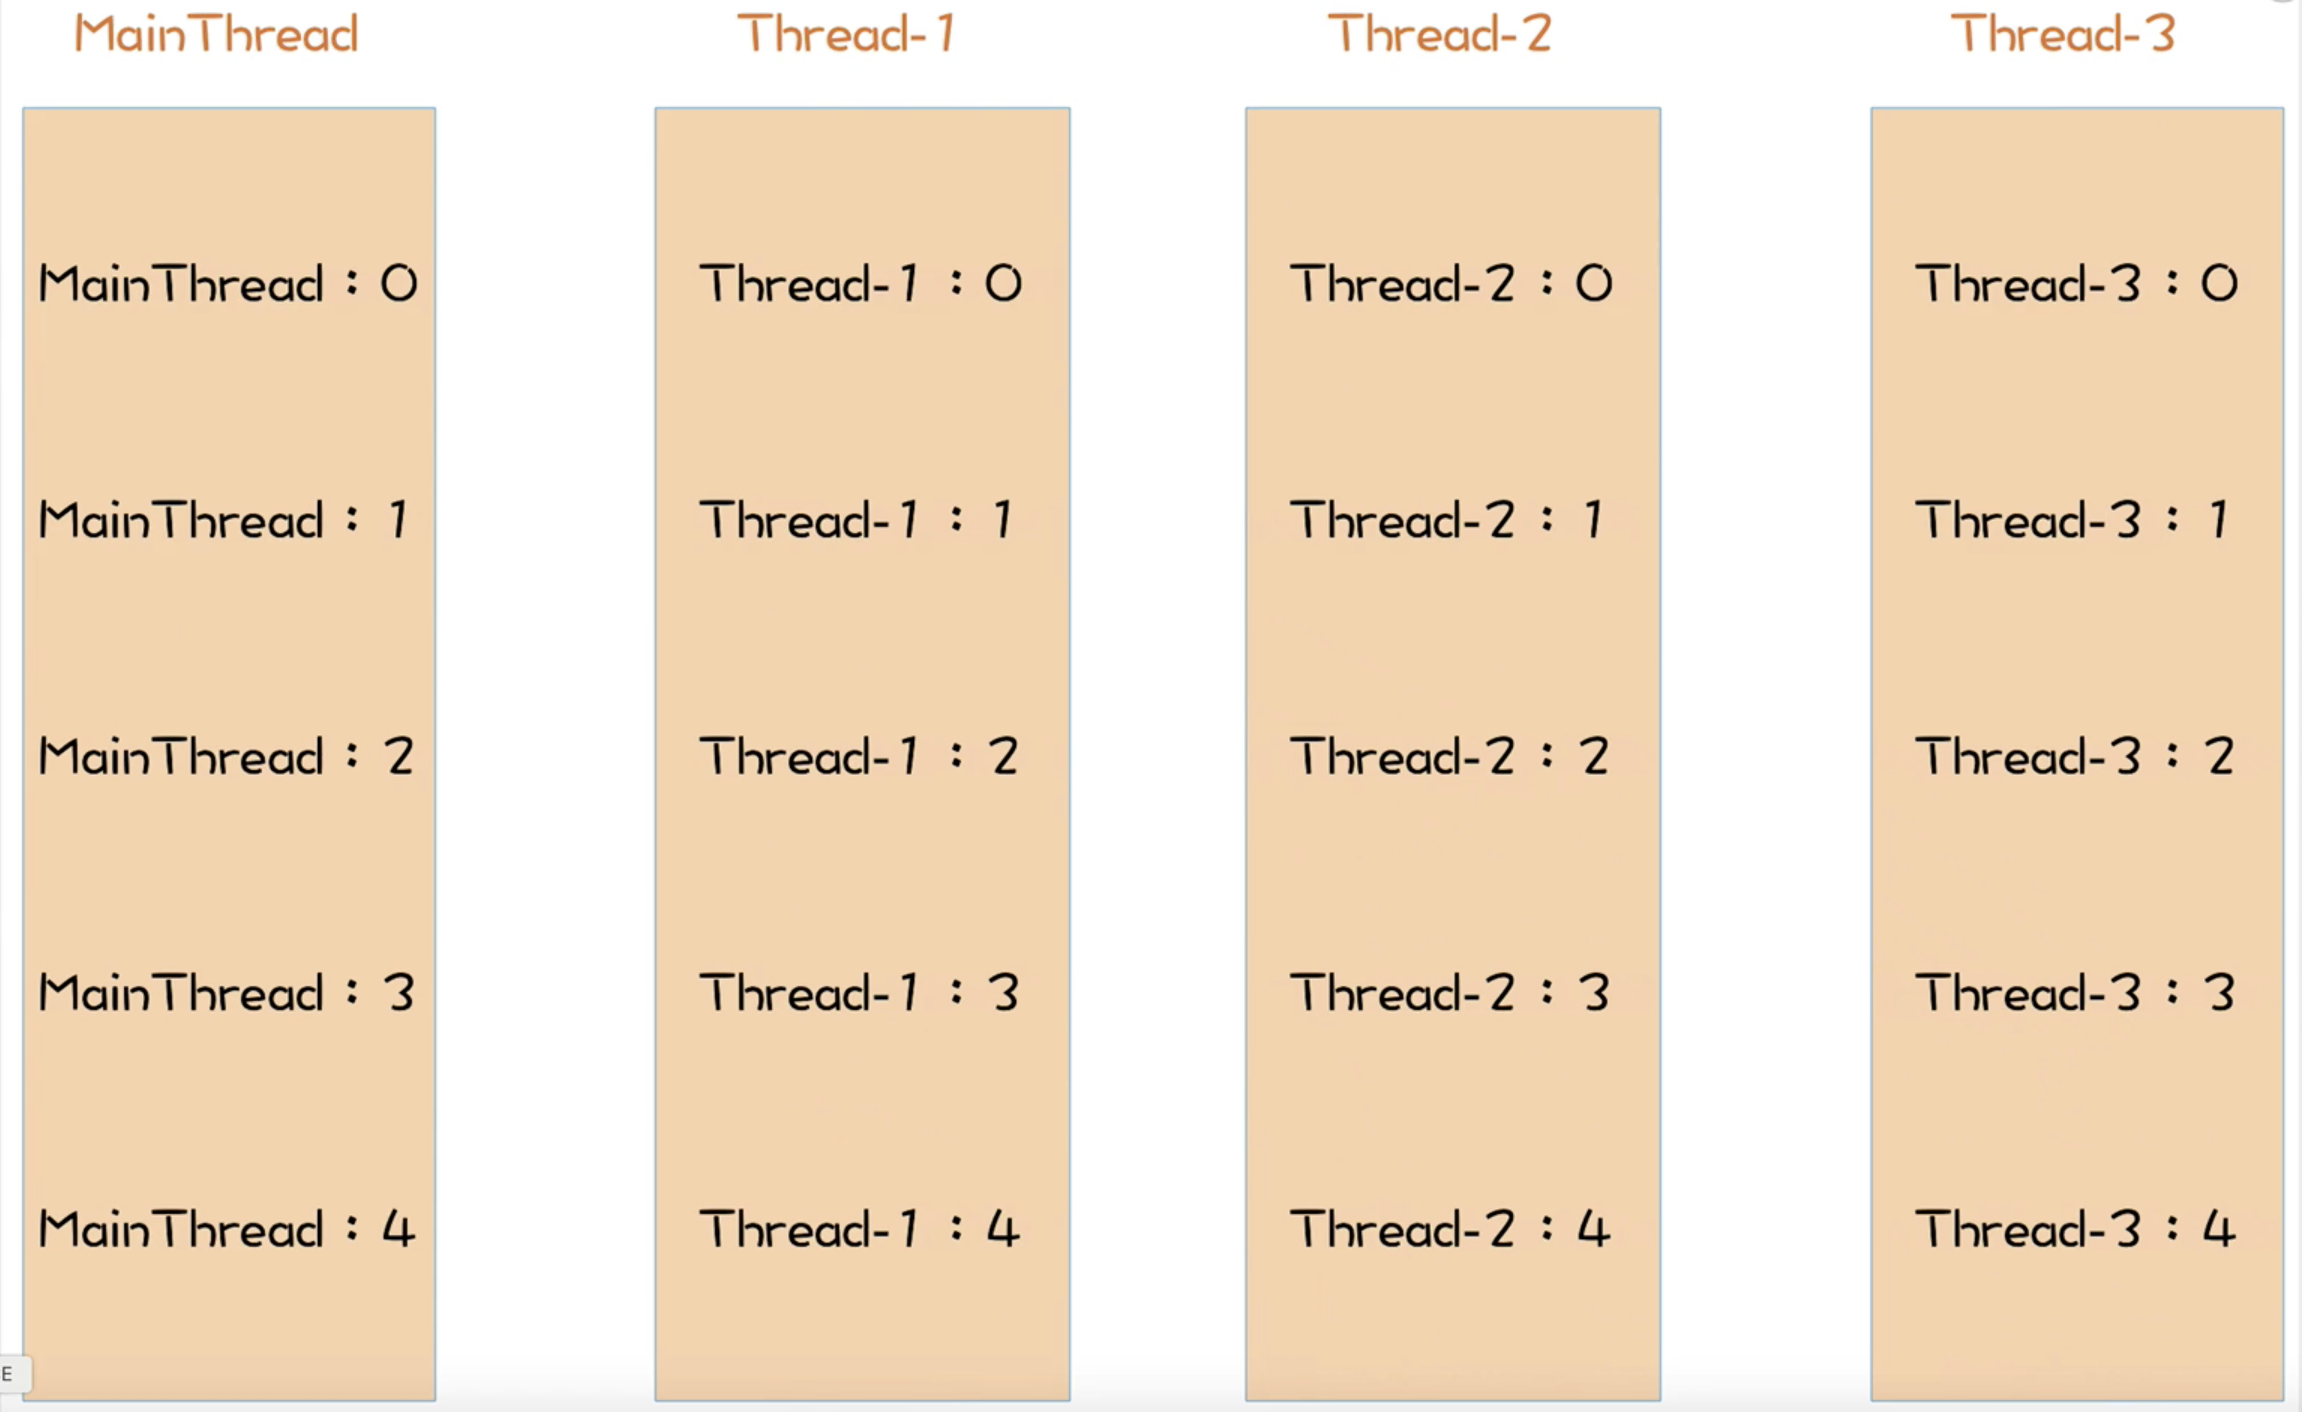 MainThread
Thread-1
Thread-2
Thread-3
MainThread : 0
Thread-1 : 0
Thread-2 : 0
Thread-3 : 0
MainThread : 1
Thread-1 : 1
Thread-2 : 1
Thread-3 : 1
MainThread : 2
Thread-1 : 2
Thread-2 : 2
Thread-3 : 2
MainThread : 3
Thread-1 : 3
Thread-2 : 3
Thread-3 : 3
MainThread : 4
Thread-1 : 4
Thread-2 : 4
Thread-3 : 4
E